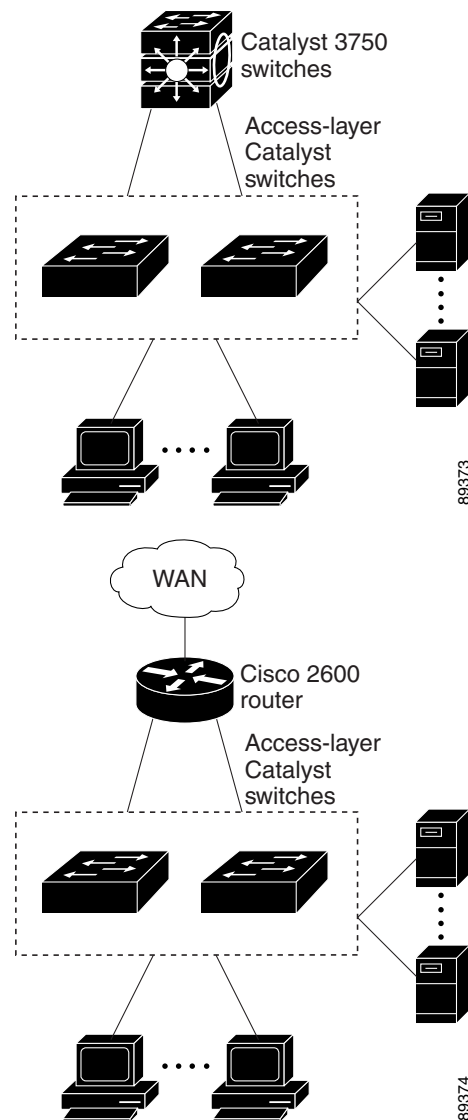 Catalyst 3750
switches
Access-layer
Catalyst
switches
89373
WAN
Cisco 2600
router
Access-layer
Catalyst
switches
89374